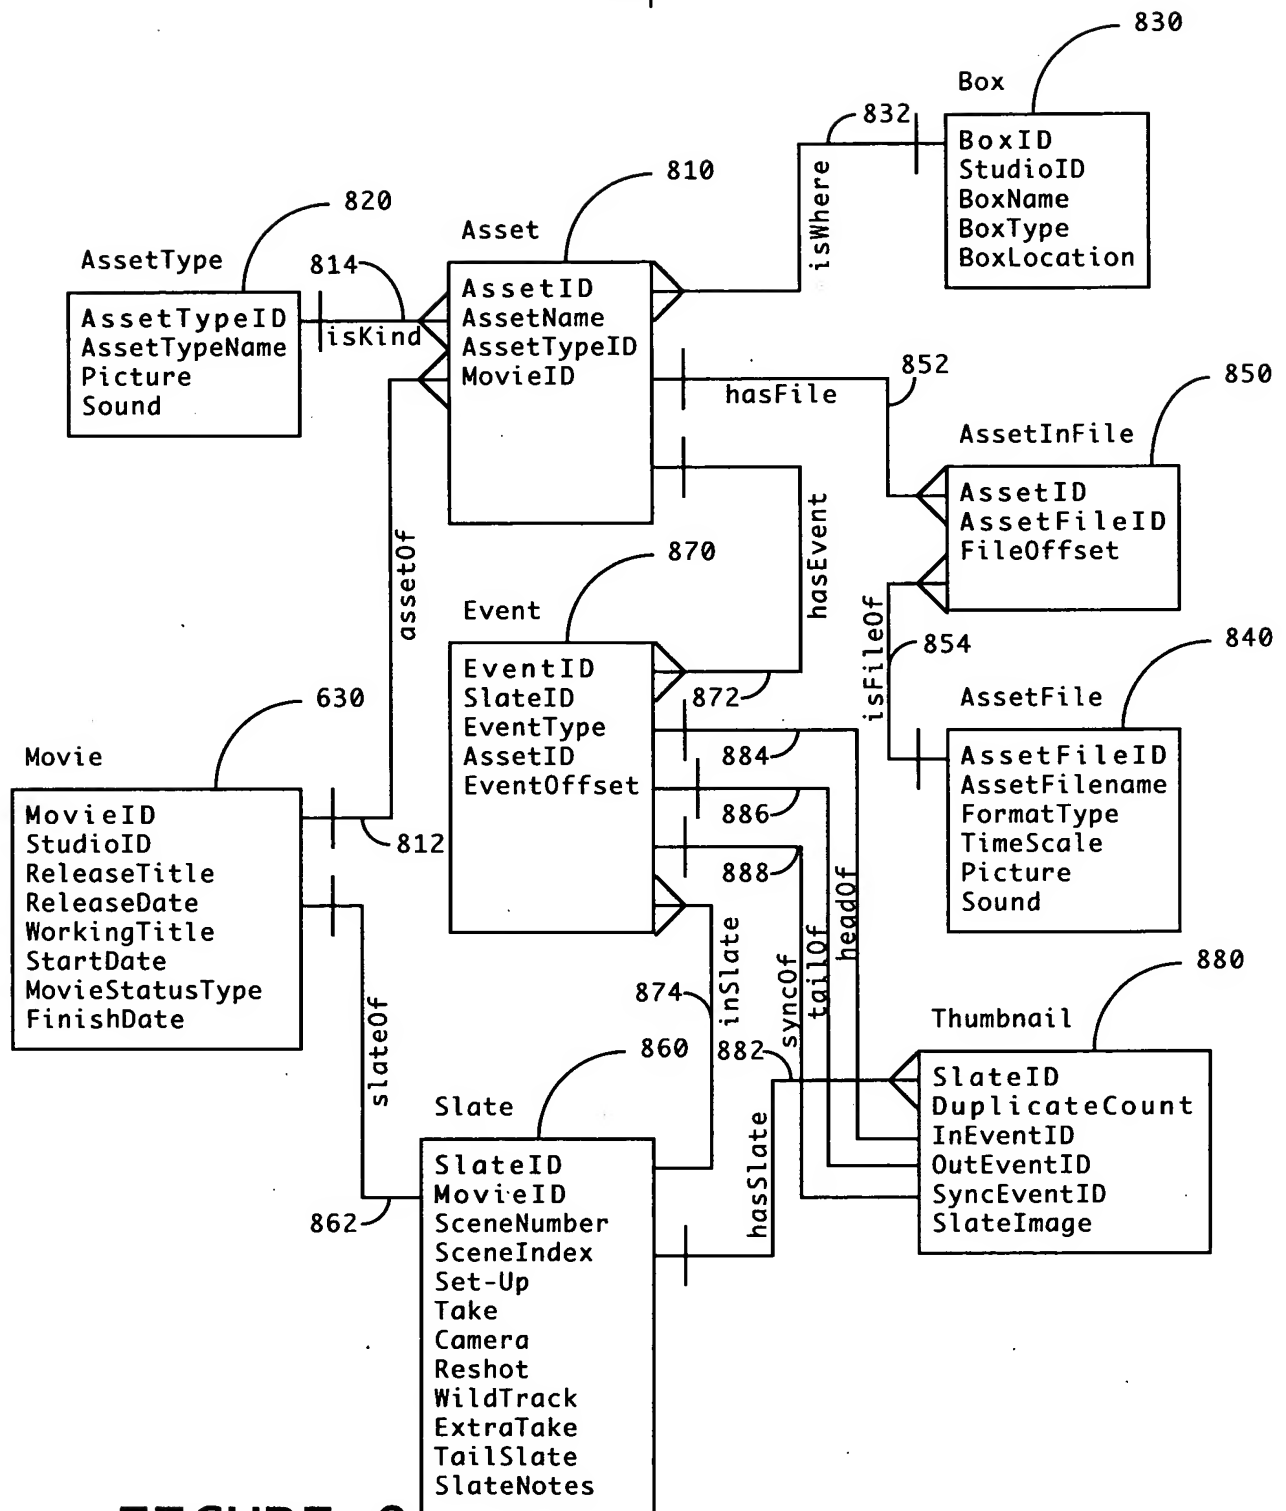 830
Box
832
BoxID
StudioID
BoxName
BoxType
BoxLocation
isWhere
810
820
Asset
AssetType
814
AssetID
AssetName
AssetTypeID
MovieID
AssetTypeID
AssetTypeName
Picture
Sound
isKind
852
hasFile
850
AssetInFile
AssetID
AssetFileID
FileOffset
hasEvent
assetOf
870
Event
EventID
SlateID
EventType
AssetID
EventOffset
872
isFileOf
854
840
AssetFile
AssetFileID
AssetFilename
FormatType
TimeScale
Picture
Sound
630
Movie
MovieID
StudioID
ReleaseTitle
ReleaseDate
WorkingTitle
StartDate
MovieStatusType
FinishDate
812
884
886
888
headOf
tailOf
syncOf
inSlate
874
880
Thumbnail
SlateID
DuplicateCount
InEventID
OutEventID
SyncEventID
SlateImage
slateOf
860
882
Slate
SlateID
MovieID
SceneNumber
SceneIndex
Set-Up
Take
Camera
Reshot
WildTrack
ExtraTake
TailSlate
SlateNotes
hasSlate
862